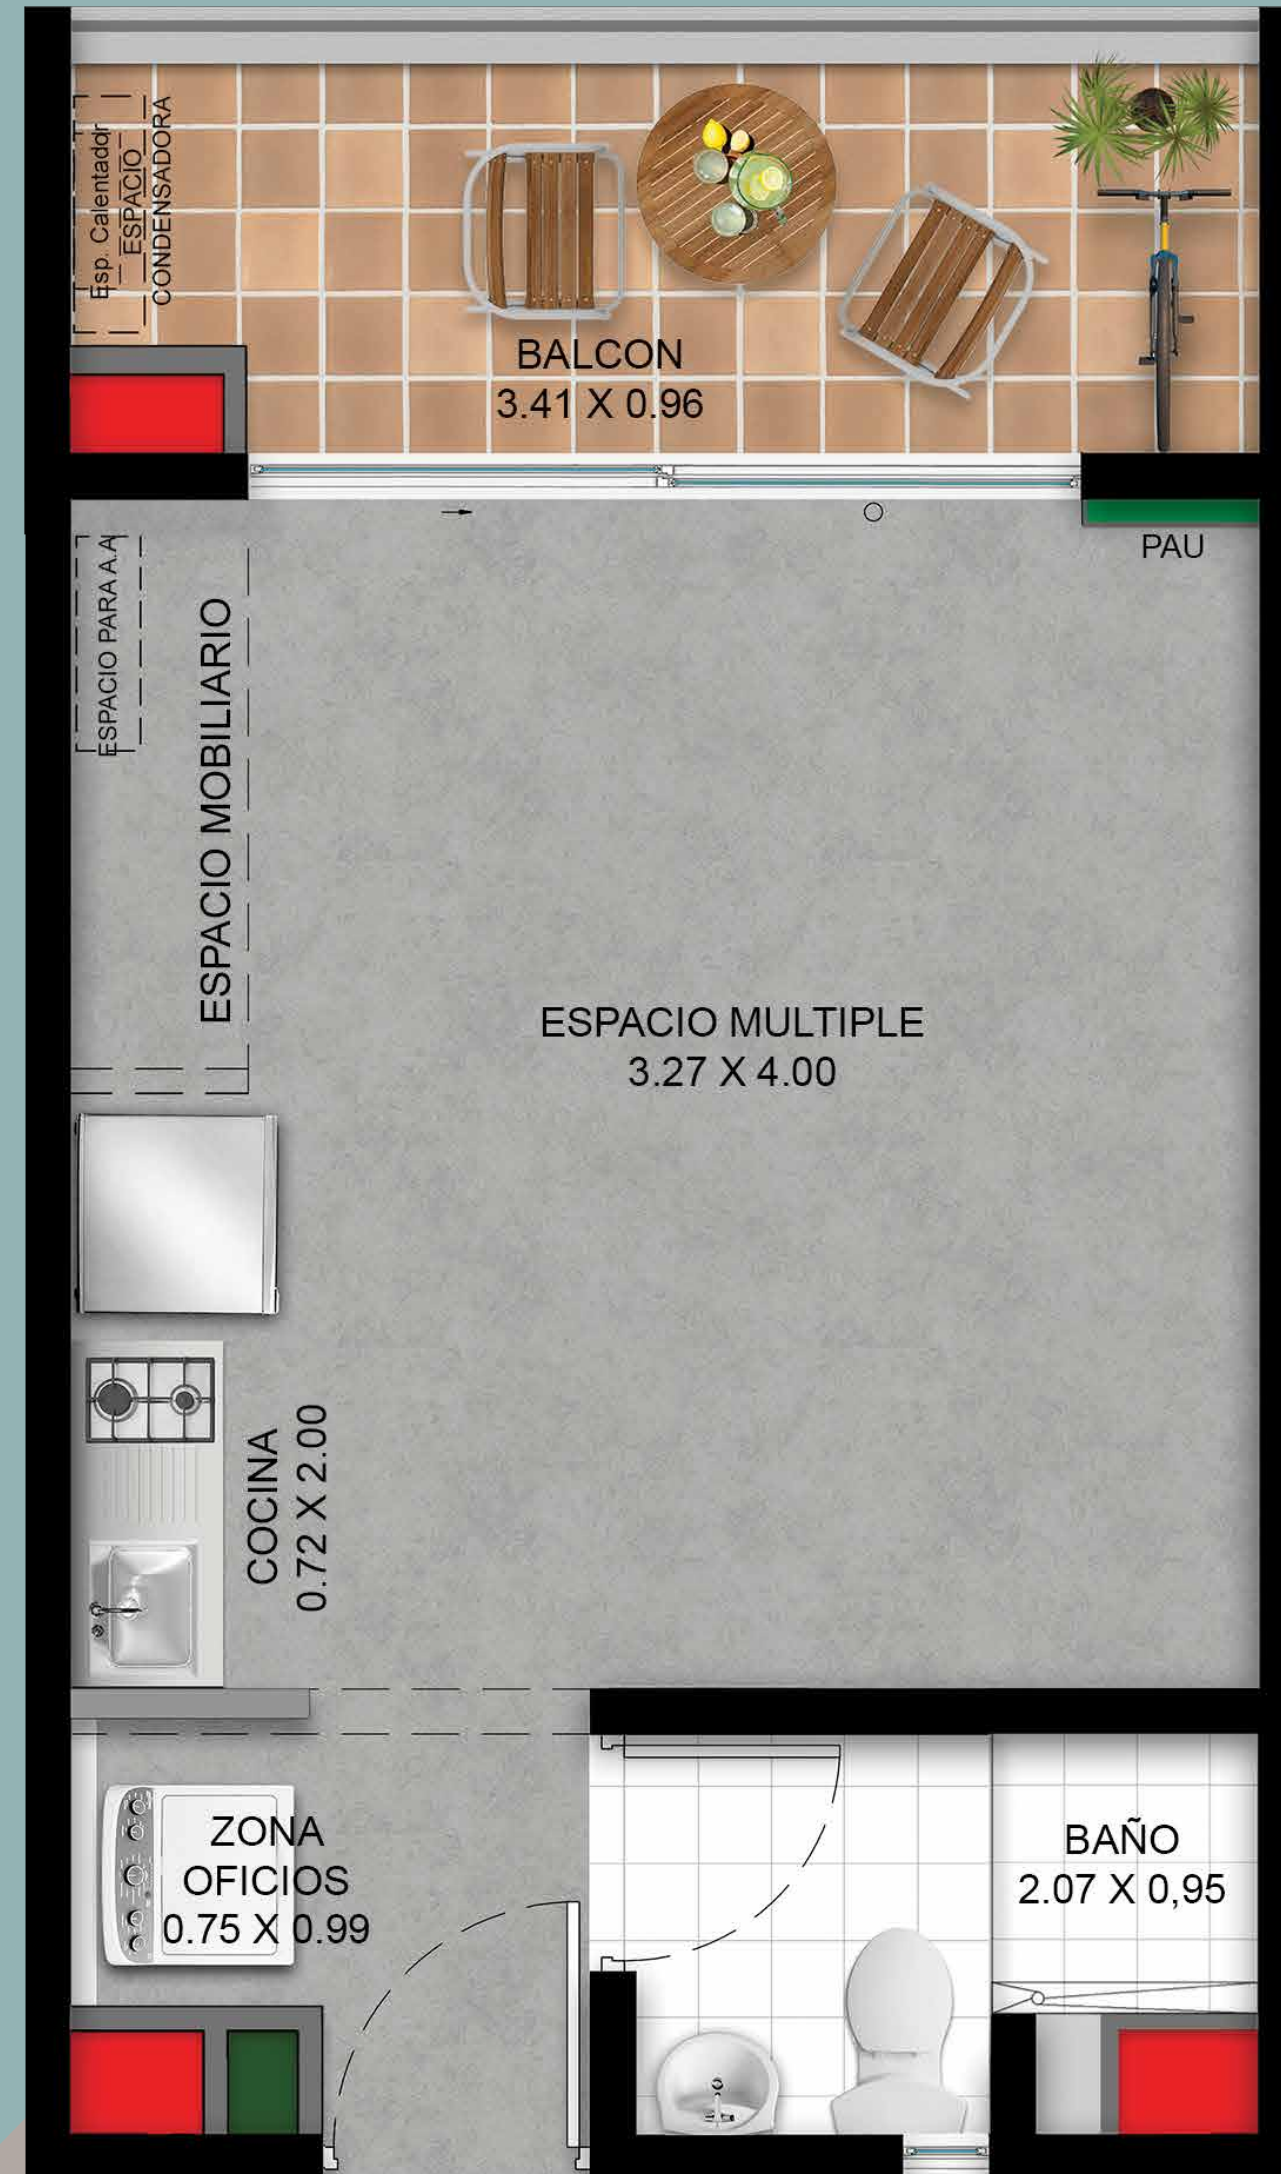 Esp. Calentador
ESPACIO
CONDENSADORA
BALCON
3.41 X 0.96
PAU
ESPACIO PARA A.A
ESPACIO MOBILIARIO
ESPACIO MULTIPLE
3.27 X 4.00
COCINA
0.72 X 2.00
ZONA
OFICIOS
0.75 X 0.99
BAÑO
2.07 X 0,95